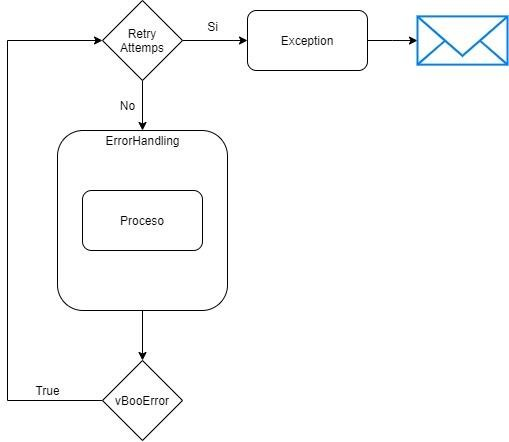 Retry
Attemps
Si
Exception
No
ErrorHandling
Proceso
True
vBooError